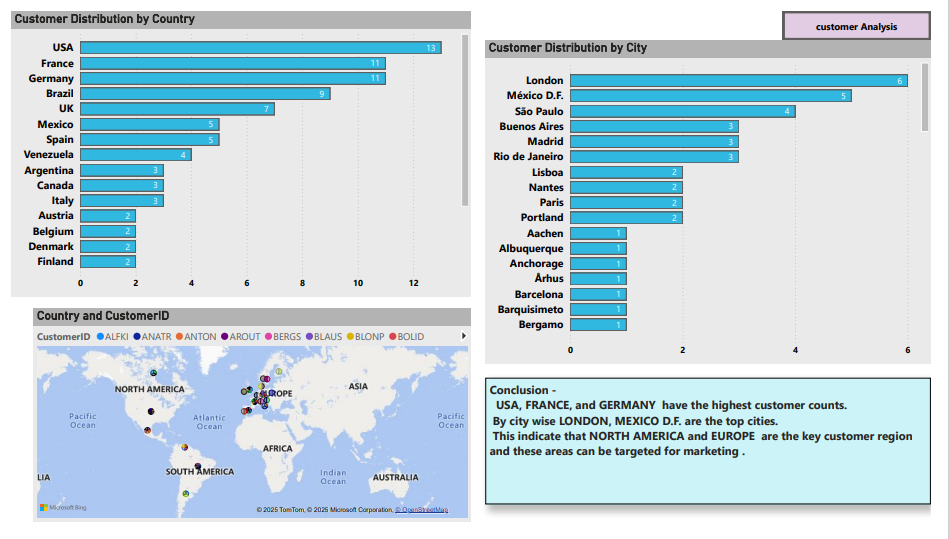 Customer Distribution by Country
USA 13
France 11
Germany 11
Brazil 9
UK 7
Mexico 5
Spain 5
Venezuela 4
Argentina 3
Canada 3
Italy 3
Austria 2
Belgium 2
Denmark 2
Finland 2
0 2 4 6 8 10 12
customer Analysis
Customer Distribution by City
London 6
México D.F. 5
São Paulo 4
Buenos Aires 3
Madrid 3
Rio de Janeiro 3
Lisboa 2
Nantes 2
Paris 2
Portland 2
Aachen 1
Albuquerque 1
Anchorage 1
Århus 1
Barcelona 1
Barquisimeto 1
Bergamo 1
0 2 4 6
Country and CustomerID
CustomerID ALFKI ANATR ANTON AROUT BERGS BLAUS BLONP BOLID
NORTH AMERICA
EUROPE
ASIA
Pacific
Ocean
Atlantic
Ocean
Pacific
Ocean
AFRICA
SOUTH AMERICA
Indian
Ocean
LIA
AUSTRALIA
Microsoft Bing
© 2025 TomTom, © 2025 Microsoft Corporation, © OpenStreetMap
Conclusion -
USA, FRANCE, and GERMANY have the highest customer counts.
By city wise LONDON, MEXICO D.F. are the top cities.
This indicate that NORTH AMERICA and EUROPE are the key customer region
and these areas can be targeted for marketing .